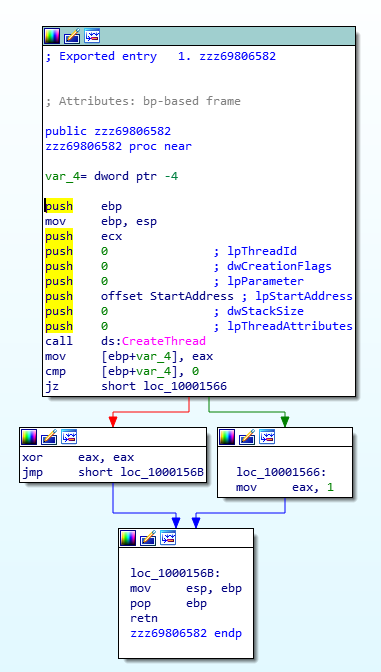 ; Exported entry   1. zzz69806582
; Attributes: bp-based frame
public zzz69806582
zzz69806582 proc near
var_4= dword ptr -4
push    ebp
mov     ebp, esp
push    ecx
push    0               ; lpThreadId
push    0               ; dwCreationFlags
push    0               ; lpParameter
push    offset StartAddress ; lpStartAddress
push    0               ; dwStackSize
push    0               ; lpThreadAttributes
call    ds:CreateThread
mov     [ebp+var_4], eax
cmp     [ebp+var_4], 0
jz      short loc_10001566
xor     eax, eax
jmp     short loc_1000156B
loc_10001566:
mov     eax, 1
loc_1000156B:
mov     esp, ebp
pop     ebp
retn
zzz69806582 endp